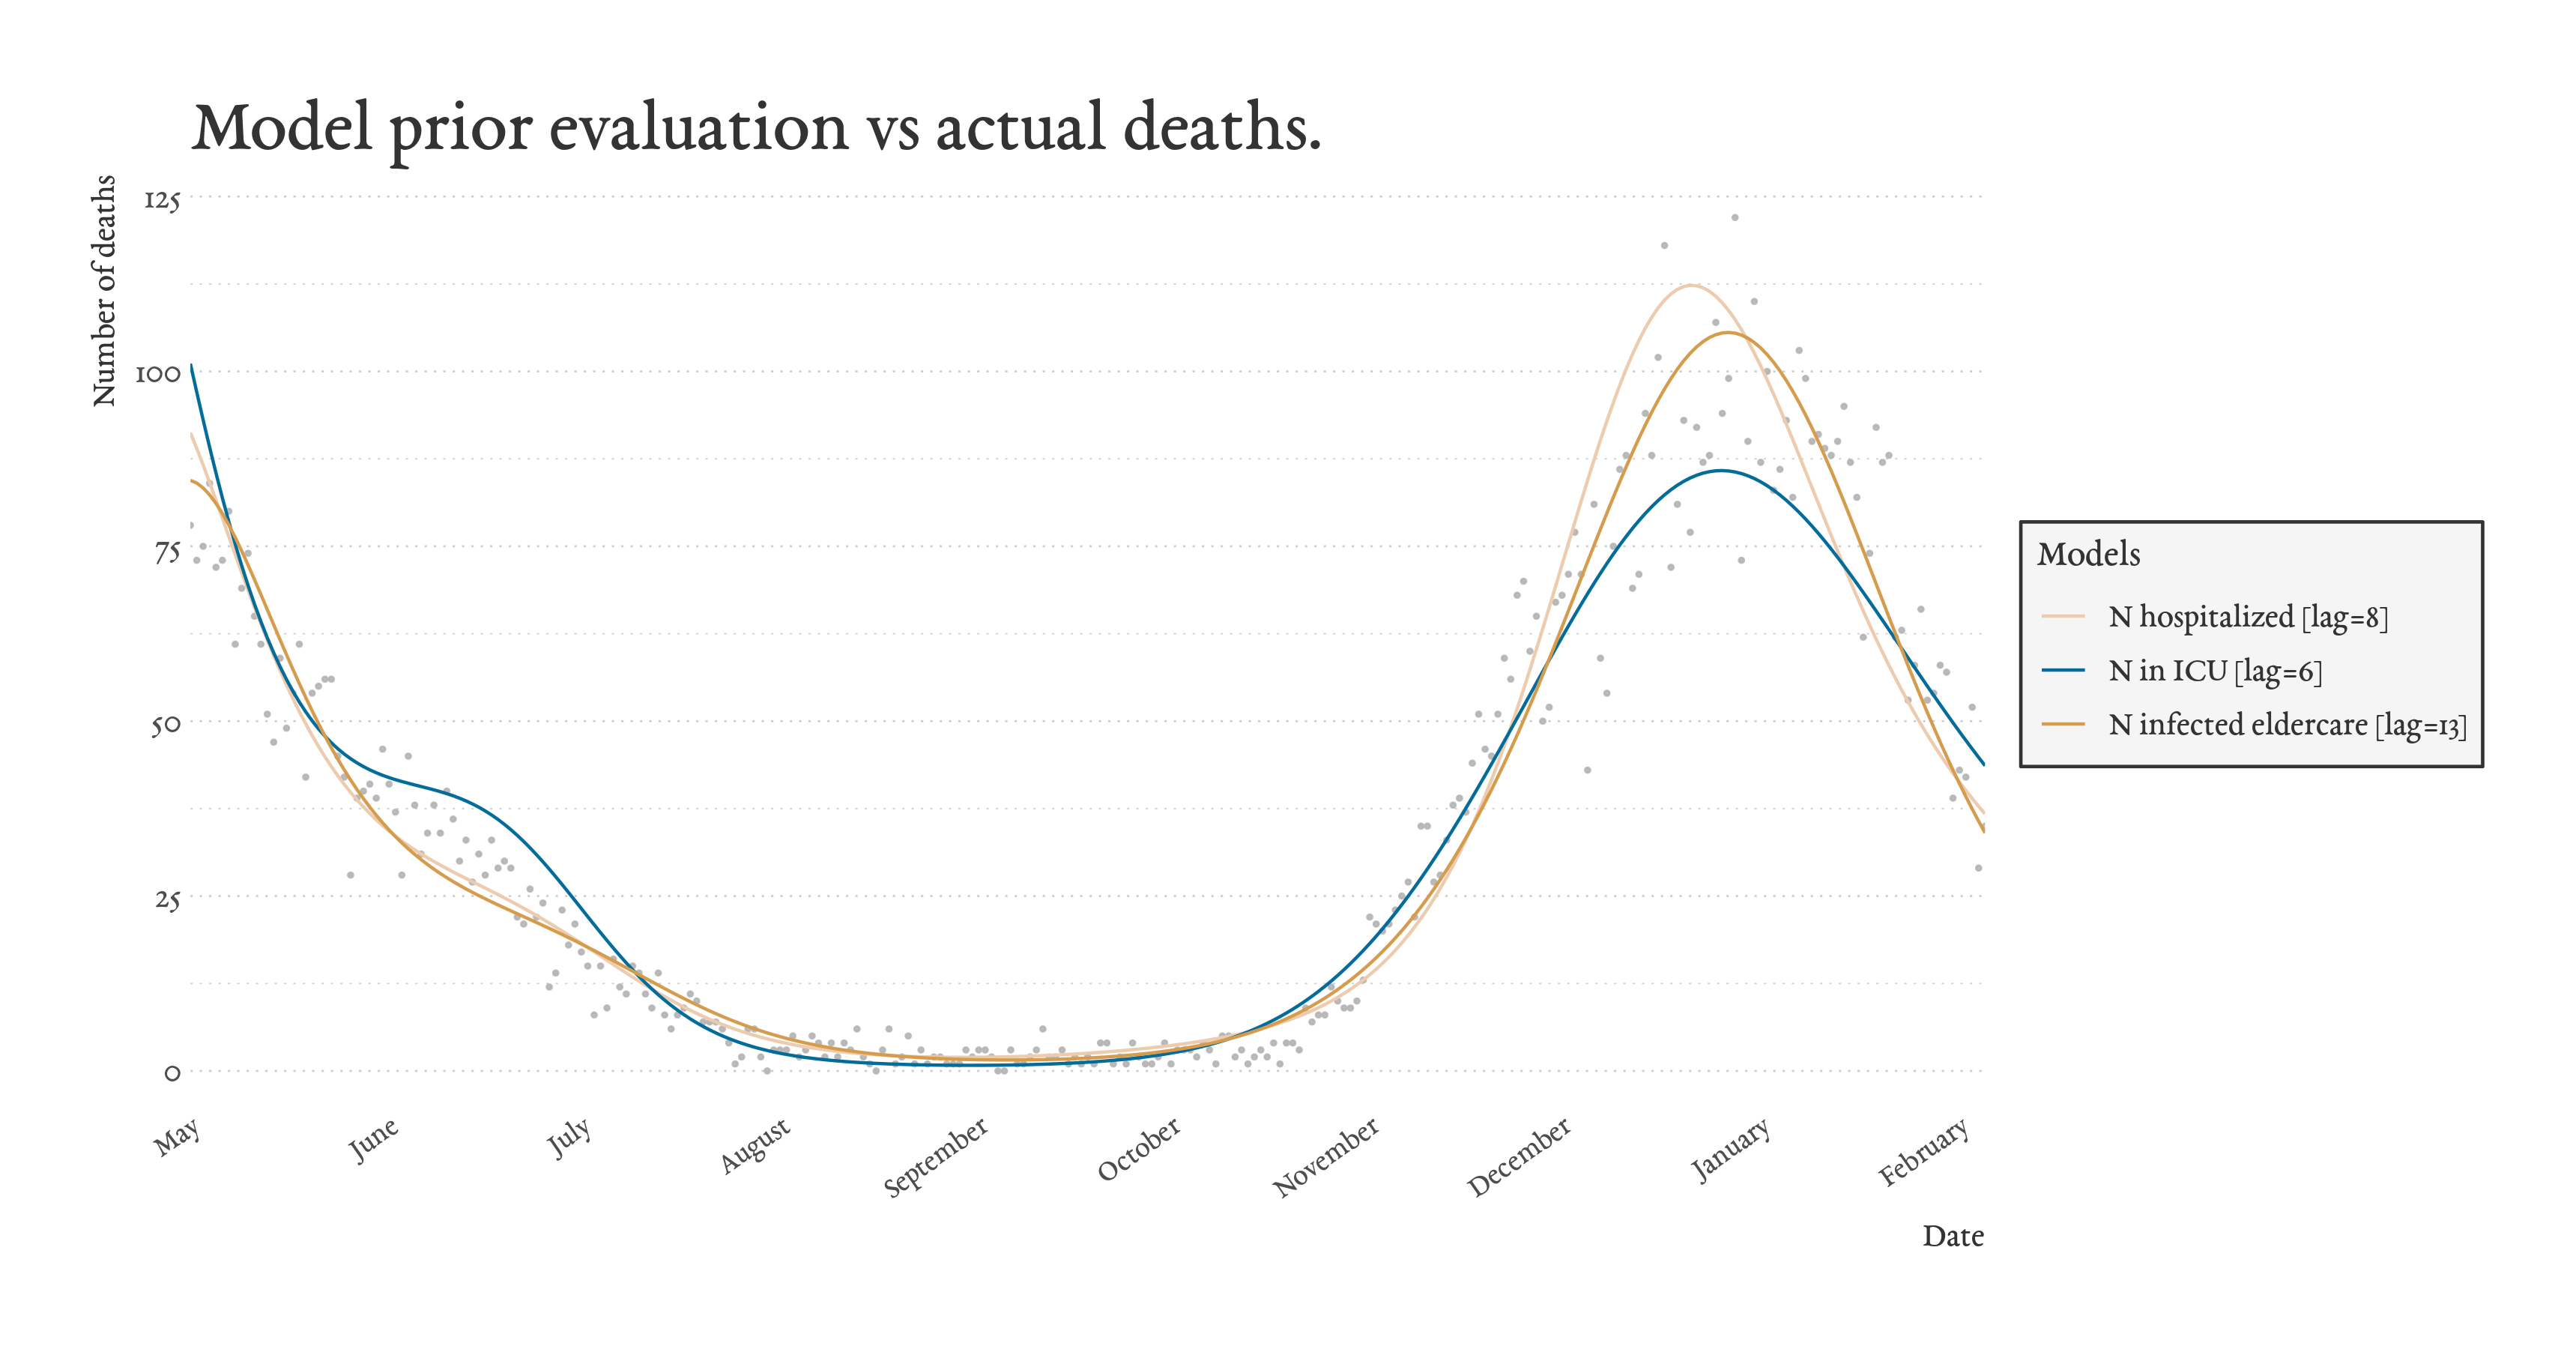 Model prior evaluation vs actual deaths.
Number of deaths
125
100
75
50
25
0
May
June
July
August
September
October
November
December
January
February
Date
Models
N hospitalized [lag=8]
N in ICU [lag=6]
N infected eldercare [lag=13]